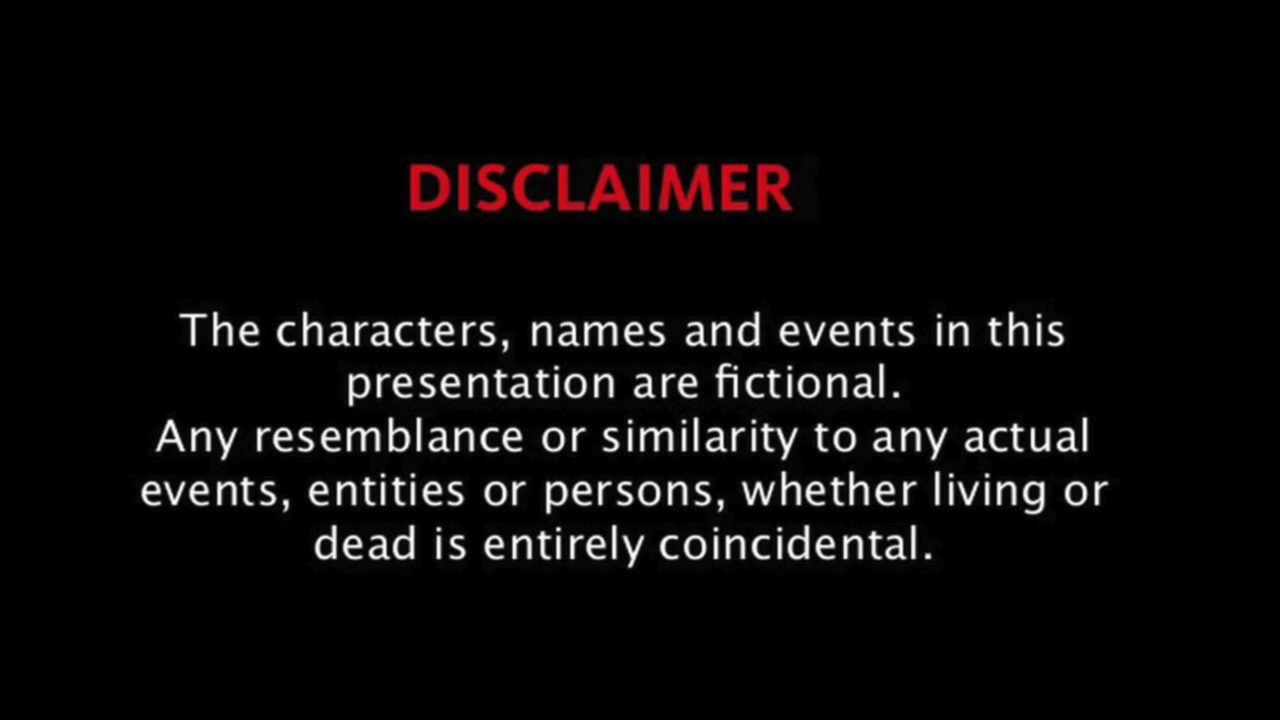 DISCLAIMER
The characters, names and events in this
presentation are fictional.
Any resemblance or similarity to any actual
events, entities or persons, whether living or
dead is entirely coincidental.